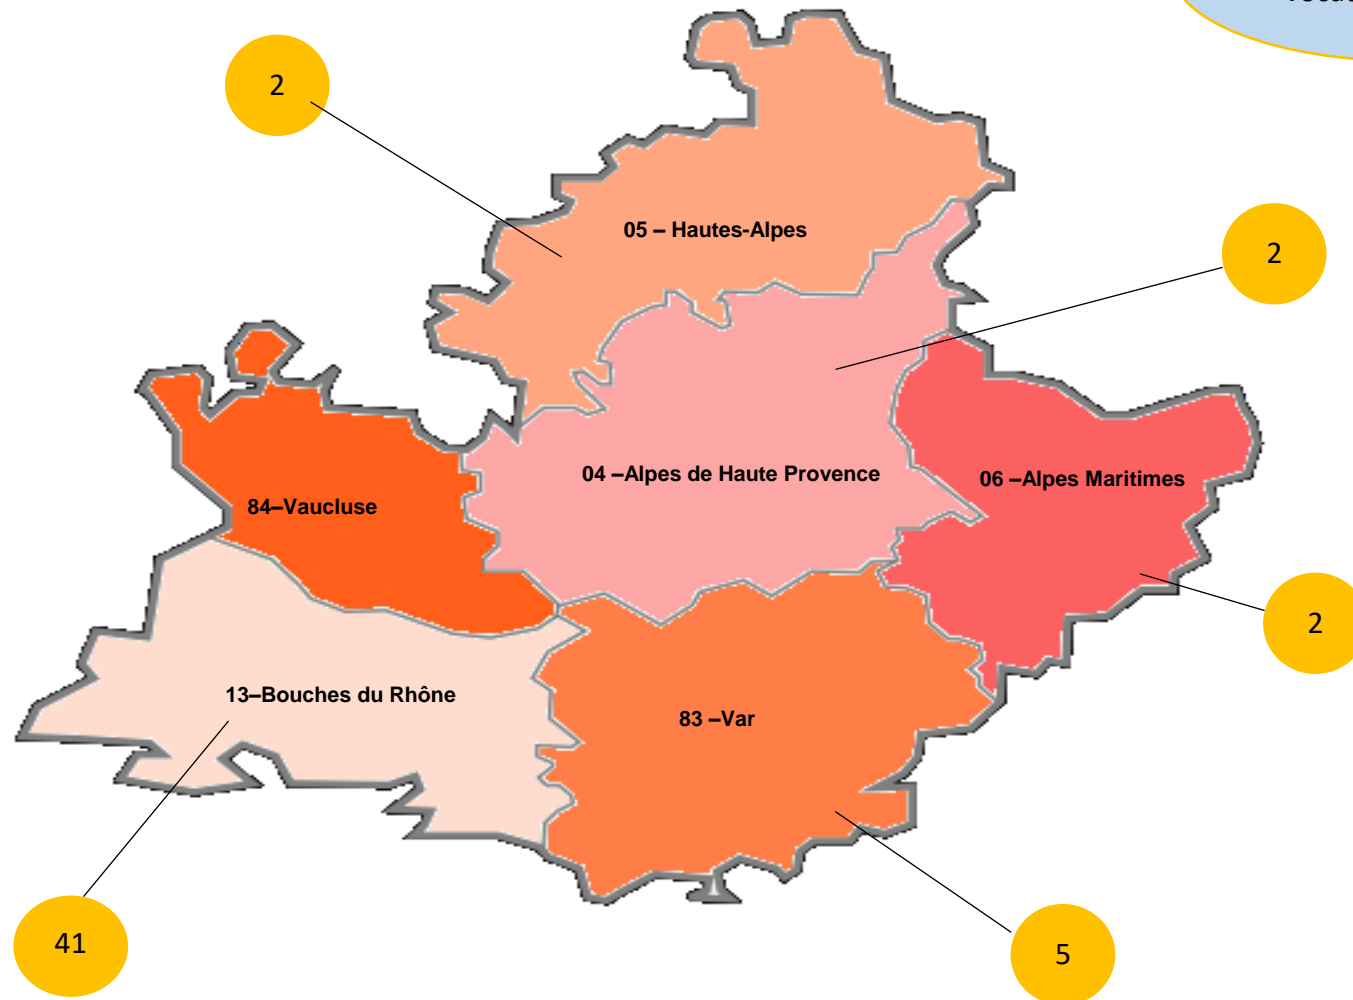 2
05 – Hautes-Alpes
2
04 –Alpes de Haute Provence
06 –Alpes Maritimes
84–Vaucluse
2
13–Bouches du Rhône
83 –Var
41
5